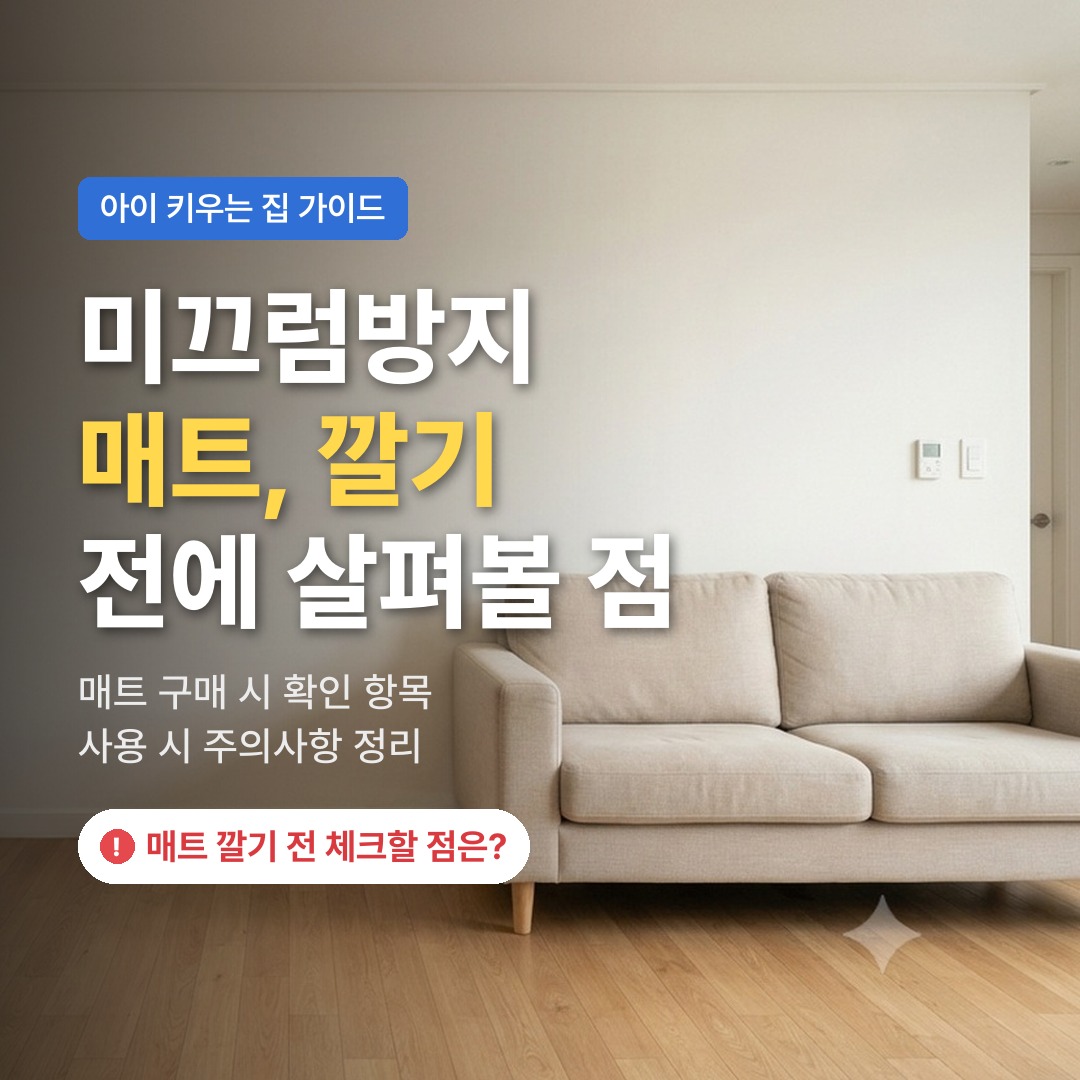 아이 키우는 집 가이드
미끄럼방지
매트, 깔기
전에 살펴볼 점
매트 구매 시 확인 항목
사용 시 주의사항 정리
! 매트 깔기 전 체크할 점은?